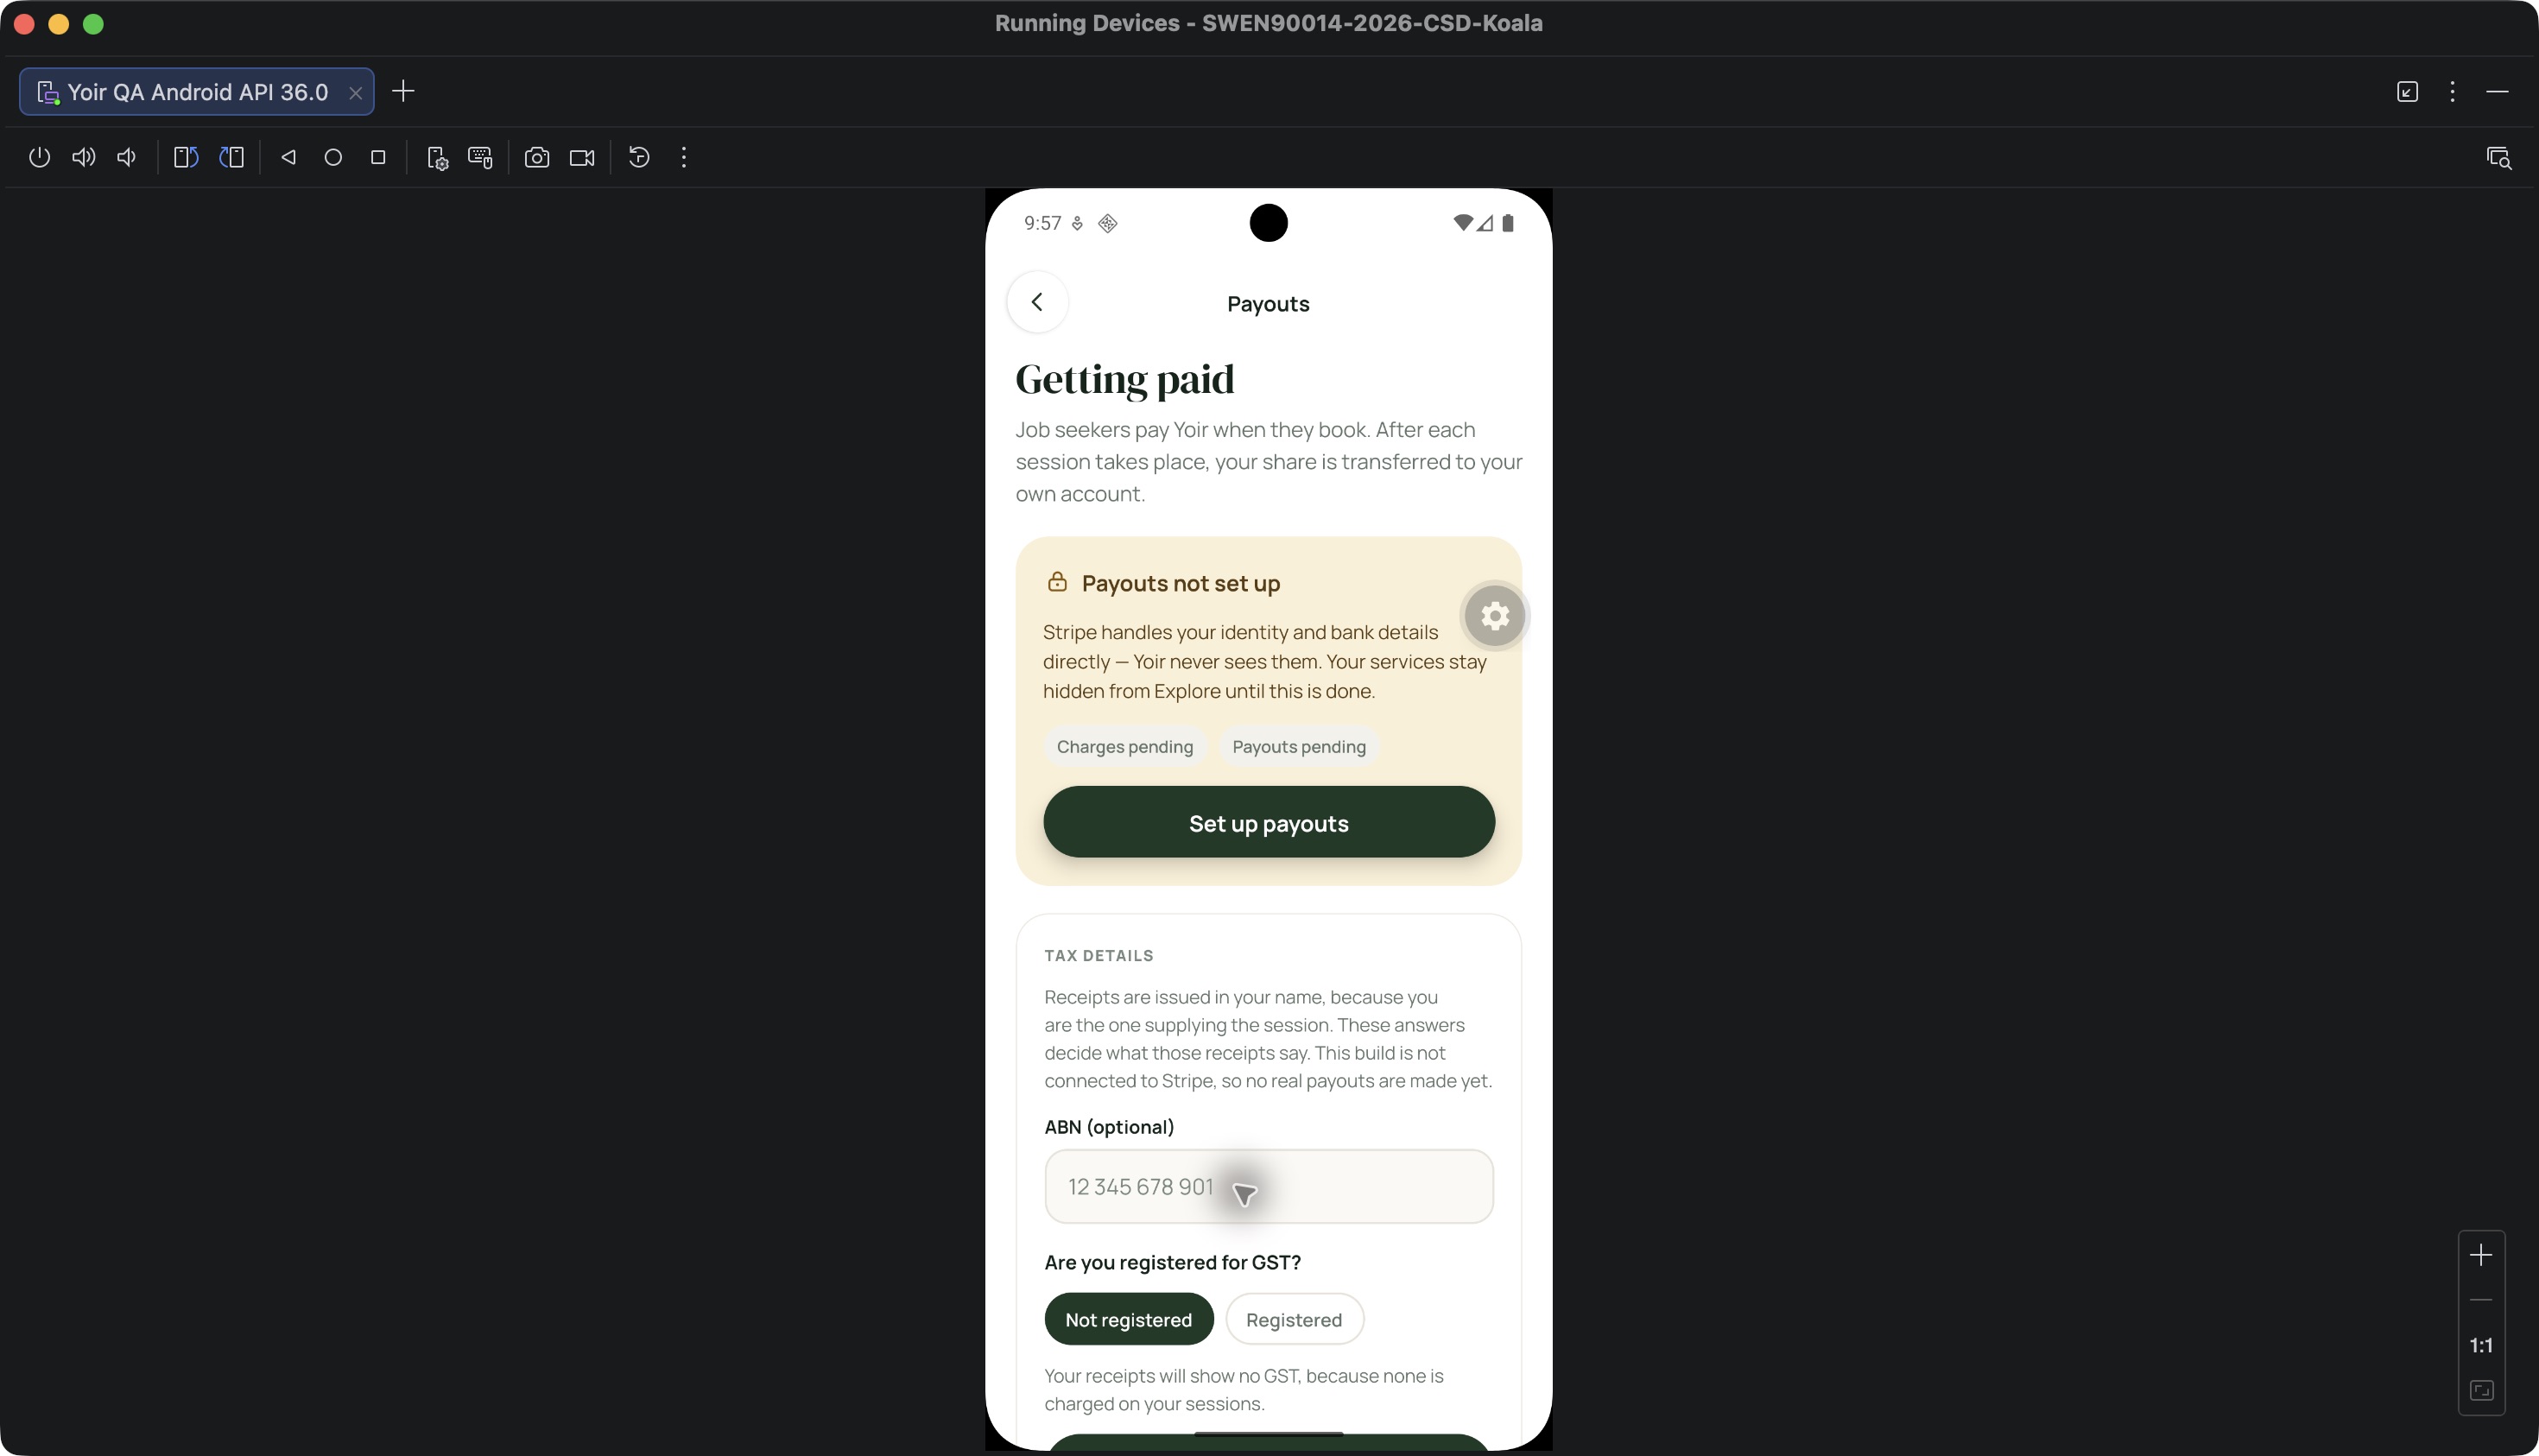 Running Devices - SWEN90014-2026-CSD-Koala
Yoir QA Android API 36.0
9:57
Payouts
Getting paid
Job seekers pay Yoir when they book. After each
session takes place, your share is transferred to your
own account.
Payouts not set up
Stripe handles your identity and bank details
directly — Yoir never sees them. Your services stay
hidden from Explore until this is done.
Charges pending
Payouts pending
Set up payouts
TAX DETAILS
Receipts are issued in your name, because you
are the one supplying the session. These answers
decide what those receipts say. This build is not
connected to Stripe, so no real payouts are made yet.
ABN (optional)
12 345 678 901
Are you registered for GST?
Not registered
Registered
Your receipts will show no GST, because none is
charged on your sessions.
1:1